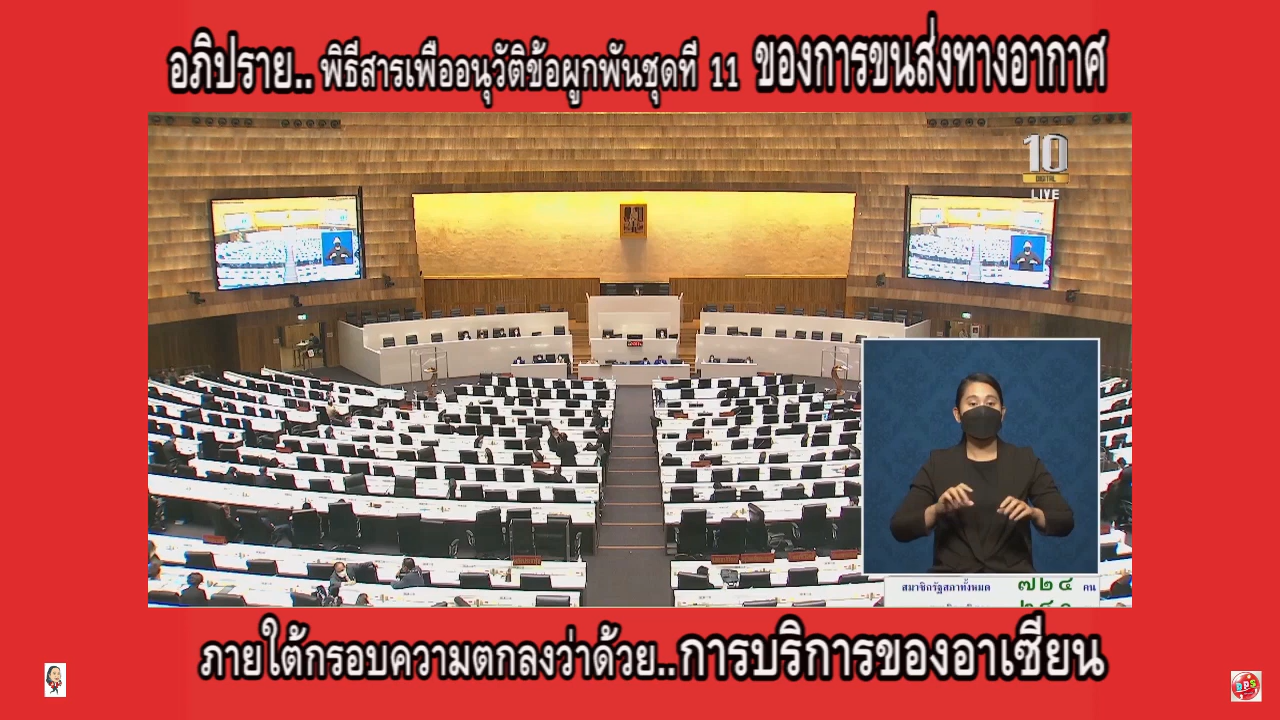 อภิปราย.. พิธีสารเพื่ออนุวัติข้อผูกพันชุดที่ 11 ของการขนส่งทางอากาศ
10
DIGITAL
LIVE
สมาชิกรัฐสภาทั้งหมด ๗๒๔ คน
ภายใต้กรอบความตกลงว่าด้วย..การบริการของอาเซียน
DPS